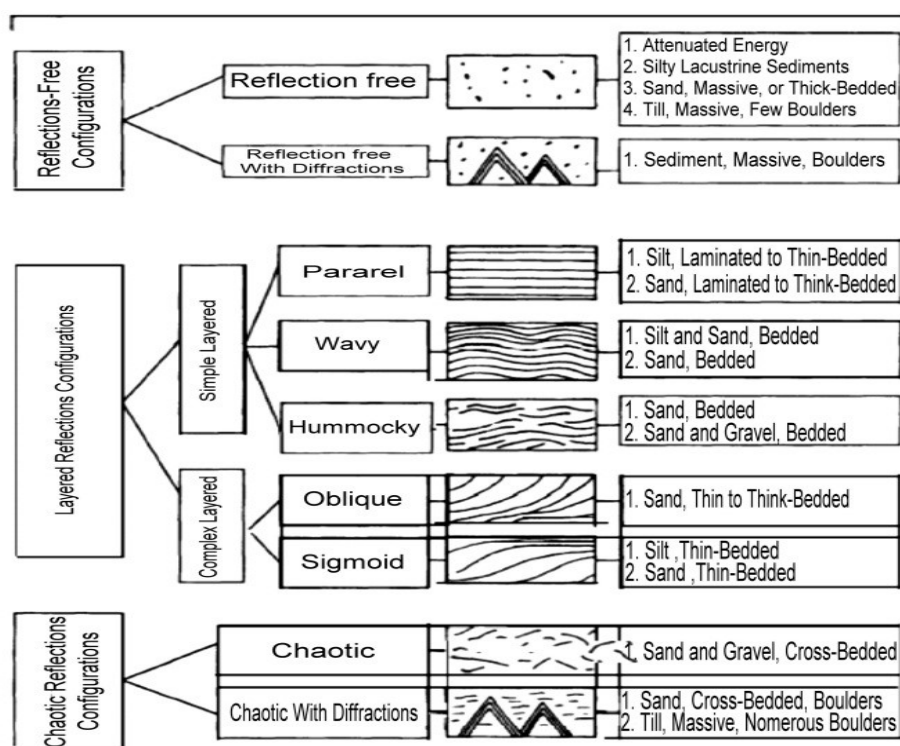 Reflections-Free
Configurations
Reflection free
1. Attenuated Energy
2. Silty Lacustrine Sediments
3. Sand, Massive, or Thick-Bedded
4. Till, Massive, Few Boulders
Reflection free
With Diffractions
1. Sediment, Massive, Boulders
Layered Reflections Configurations
Simple Layered
Pararel
1. Silt, Laminated to Thin-Bedded
2. Sand, Laminated to Think-Bedded
Wavy
1. Silt and Sand, Bedded
2. Sand, Bedded
Hummocky
1. Sand, Bedded
2. Sand and Gravel, Bedded
Complex Layered
Oblique
1. Sand, Thin to Think-Bedded
Sigmoid
1. Silt ,Thin-Bedded
2. Sand ,Thin-Bedded
Chaotic Reflections
Configurations
Chaotic
1. Sand and Gravel, Cross-Bedded
Chaotic With Diffractions
1. Sand, Cross-Bedded, Boulders
2. Till, Massive, Nomerous Boulders